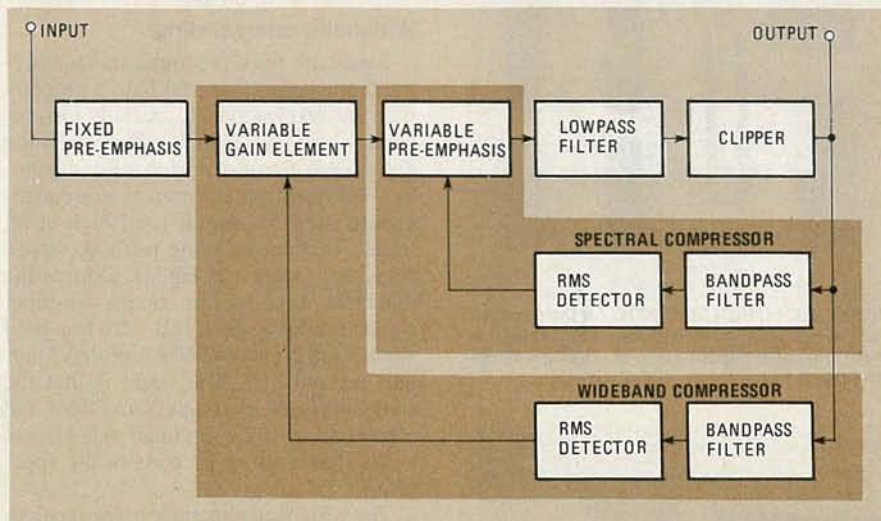 INPUT
OUTPUT
FIXED
PRE-EMPHASIS
VARIABLE
GAIN ELEMENT
VARIABLE
PRE-EMPHASIS
LOWPASS
FILTER
CLIPPER
SPECTRAL COMPRESSOR
RMS
DETECTOR
BANDPASS
FILTER
WIDEBAND COMPRESSOR
RMS
DETECTOR
BANDPASS
FILTER